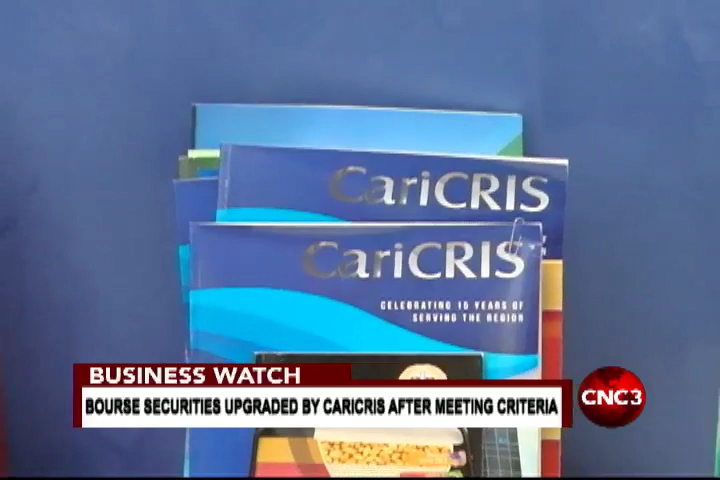 CariCRIS
CariCRIS
CELEBRATING 15 YEARS OF
SERVING THE REGION
BUSINESS WATCH
BOURSE SECURITIES UPGRADED BY CARICRIS AFTER MEETING CRITERIA
CNC3